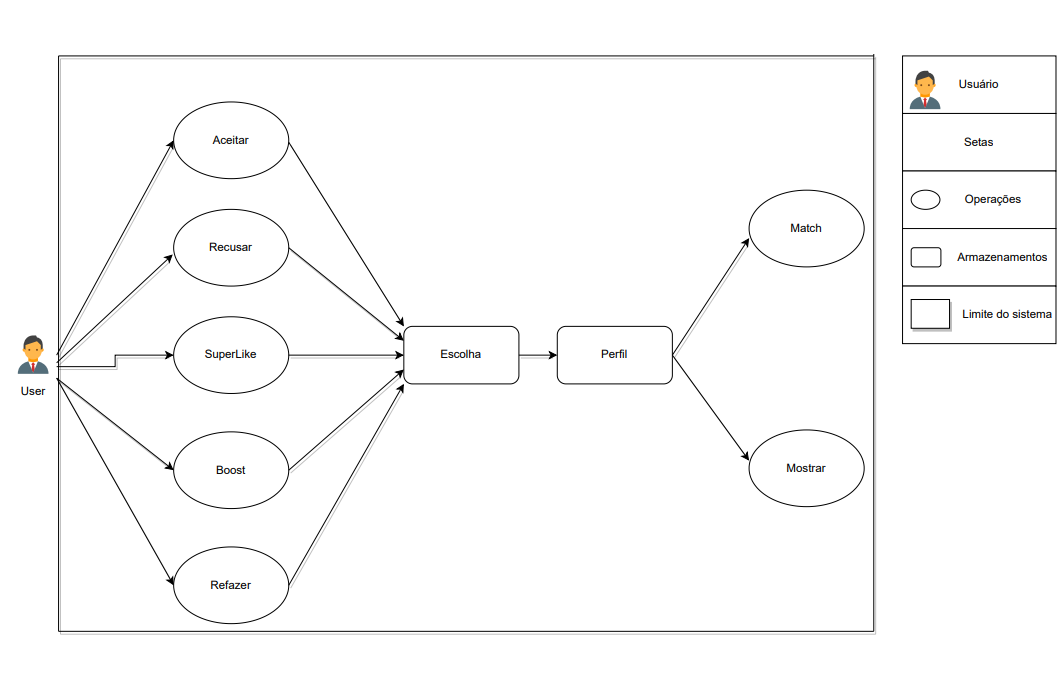 Aceitar
Recusar
SuperLike
Boost
Refazer
User
Escolha
Perfil
Match
Mostrar
Usuário
Setas
Operações
Armazenamentos
Limite do sistema